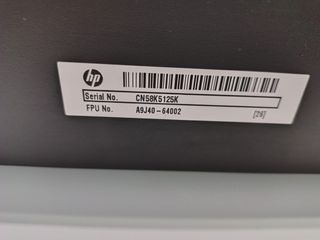 hp
Serial No. CN58K5125K
FPU No. A9J40-64002 [26]